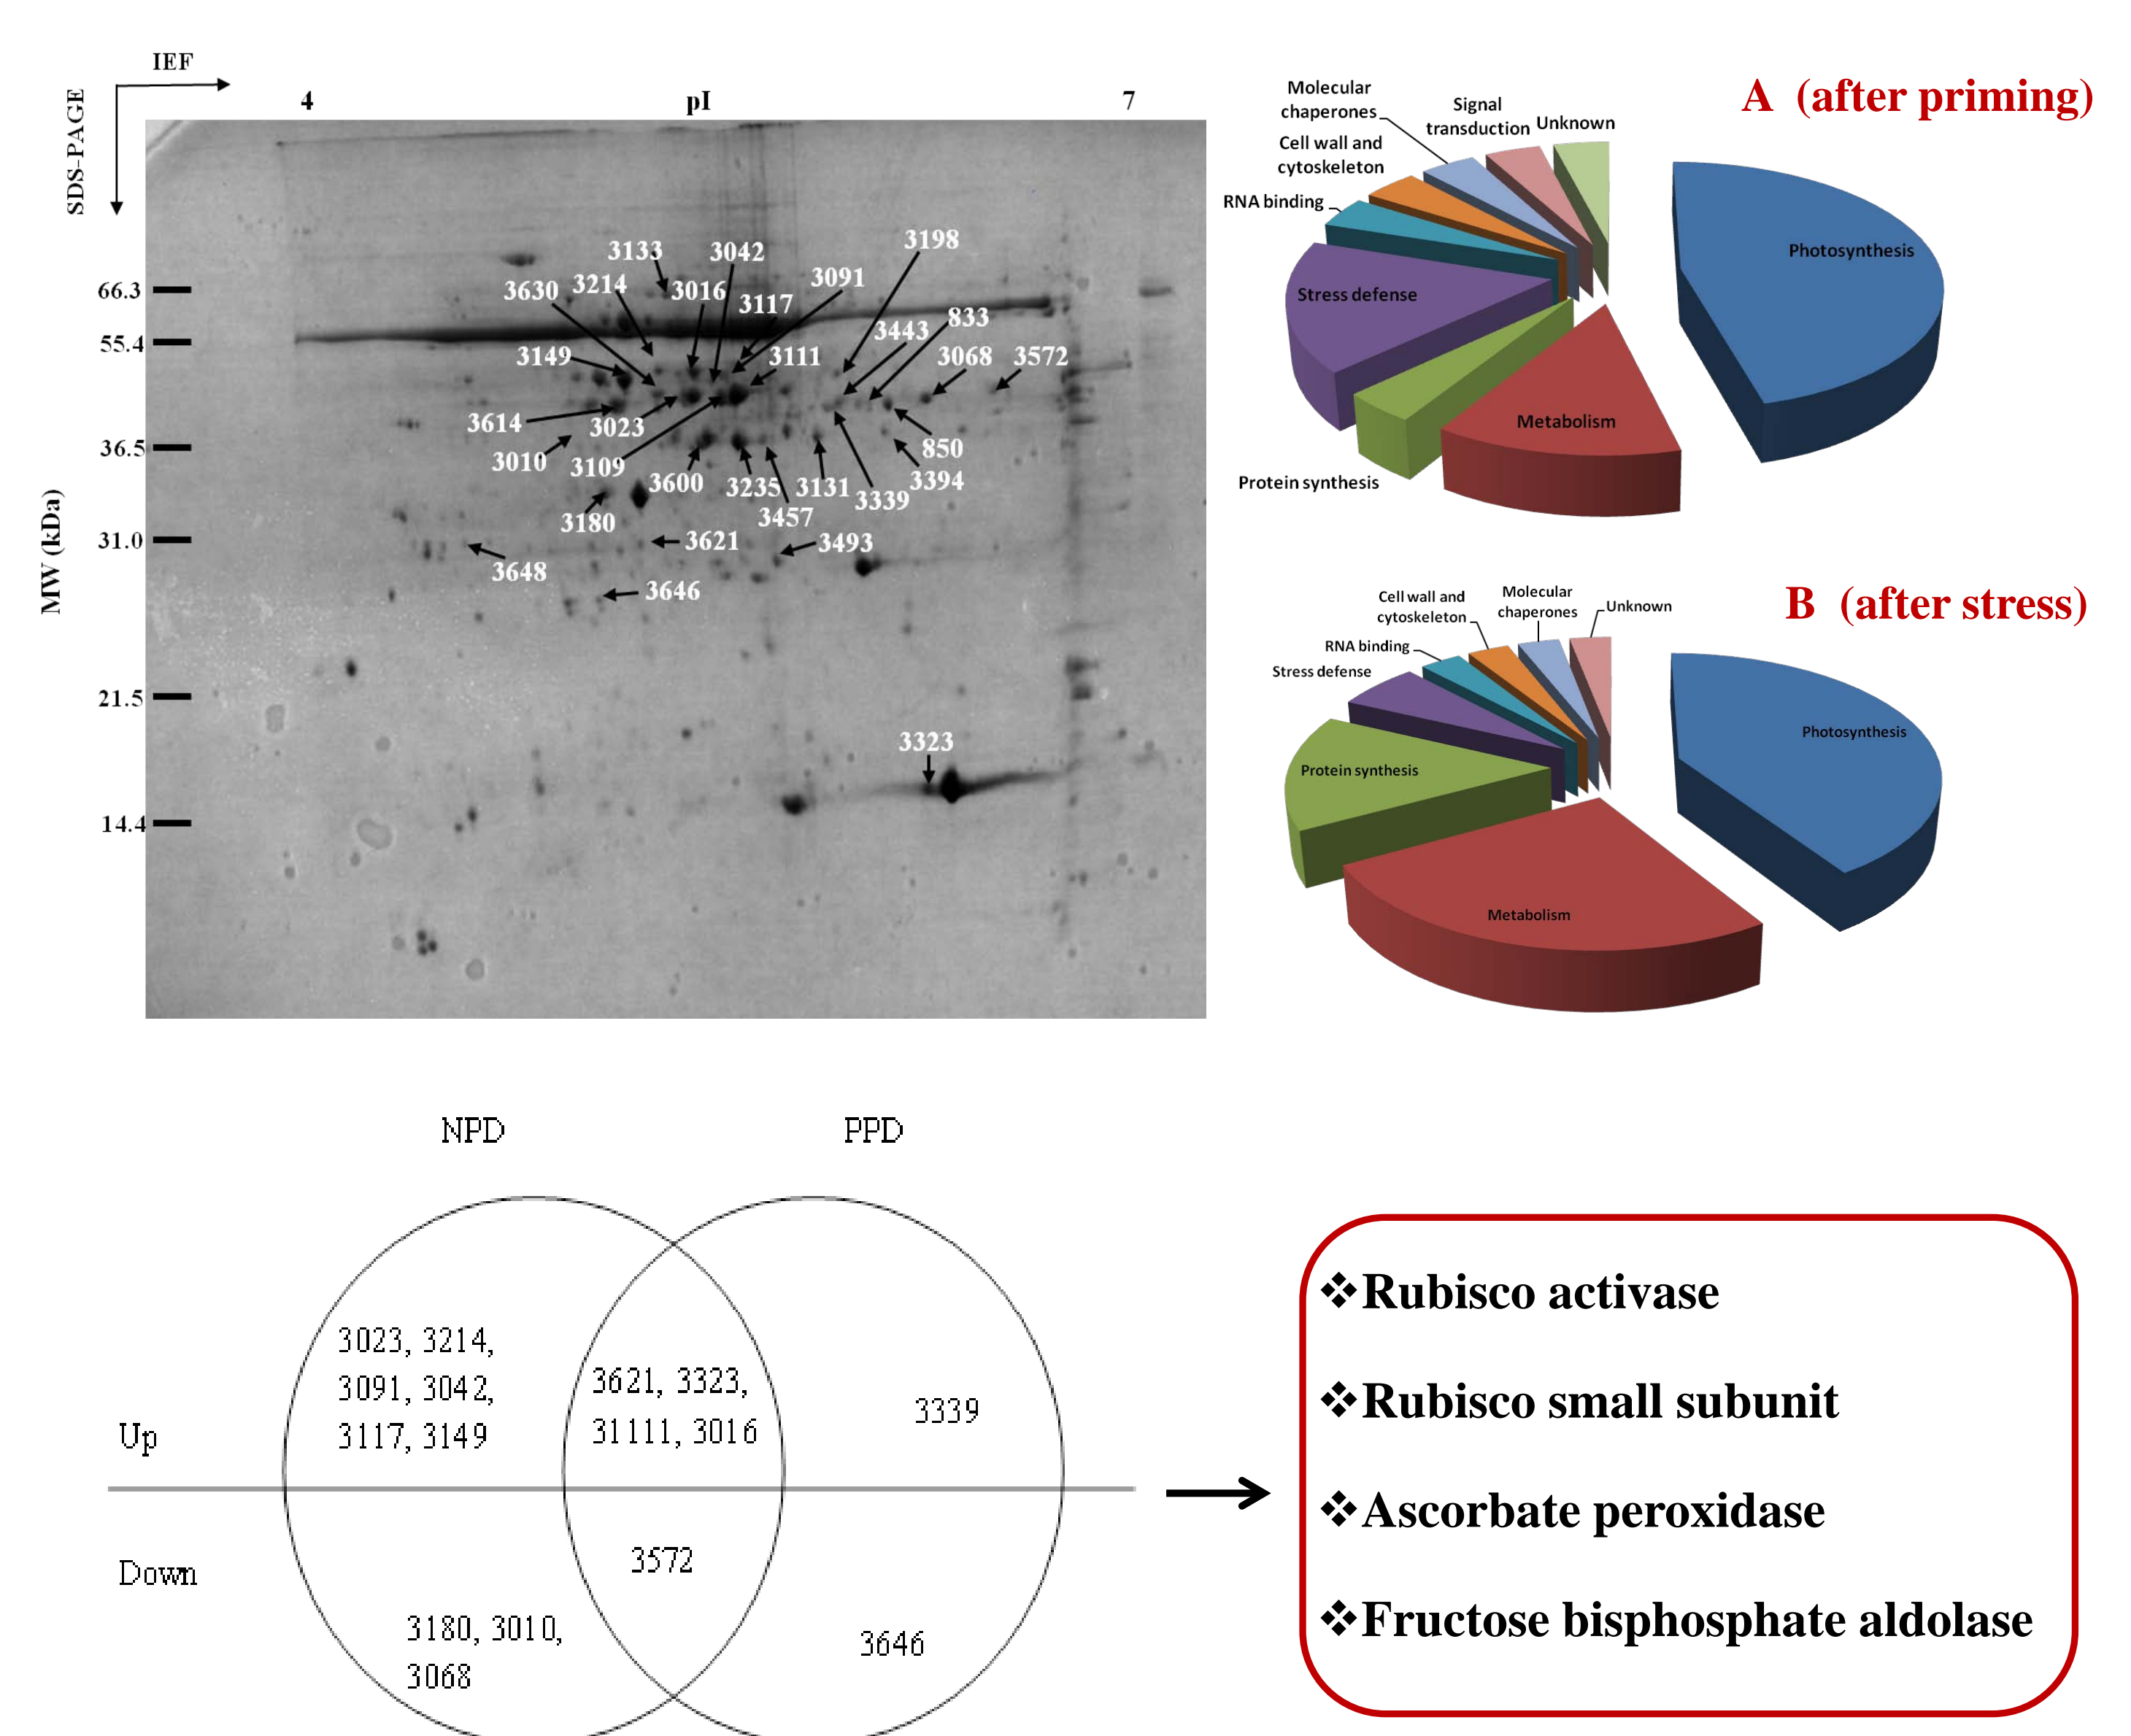 IEF
SDS-PAGE
4
pI
7
MW (kDa)
66.3
55.4
36.5
31.0
21.5
14.4
3133
3042
3198
3630
3214
3016
3091
3117
3443
833
3149
3111
3068
3572
3614
3023
3010
3109
850
3600
3235
3131
3339
3394
3180
3457
3621
3493
3648
3646
3323
A (after priming)
Molecular
chaperones
Signal
transduction
Unknown
Cell wall and
cytoskeleton
RNA binding
Photosynthesis
Stress defense
Metabolism
Protein synthesis
B (after stress)
Cell wall and
cytoskeleton
Molecular
chaperones
Unknown
RNA binding
Stress defense
Photosynthesis
Protein synthesis
Metabolism
NPD
PPD
Up
3023, 3214,
3091, 3042,
3117, 3149
3621, 3323,
31111, 3016
3339
Down
3572
3180, 3010,
3068
3646
❖Rubisco activase
❖Rubisco small subunit
❖Ascorbate peroxidase
❖Fructose bisphosphate aldolase